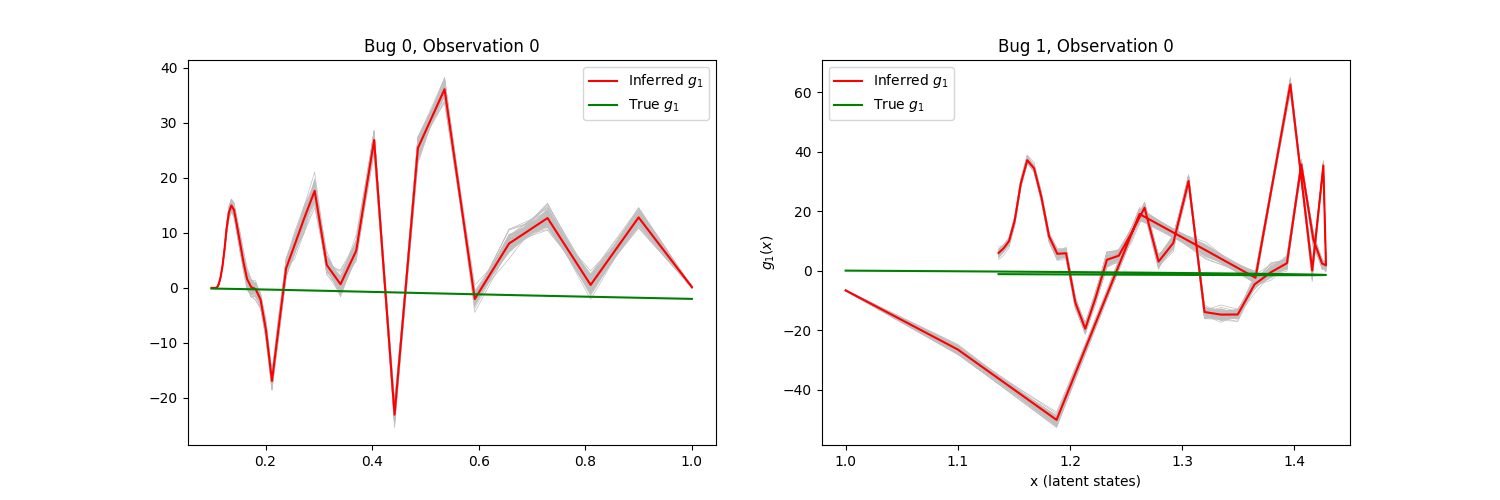 Bug 0, Observation 0
Inferred g₁
True g₁
40
30
20
10
0
−10
−20
0.2 0.4 0.6 0.8 1.0
Bug 1, Observation 0
Inferred g₁
True g₁
g₁(x)
60
40
20
0
−20
−40
1.0 1.1 1.2 1.3 1.4
x (latent states)